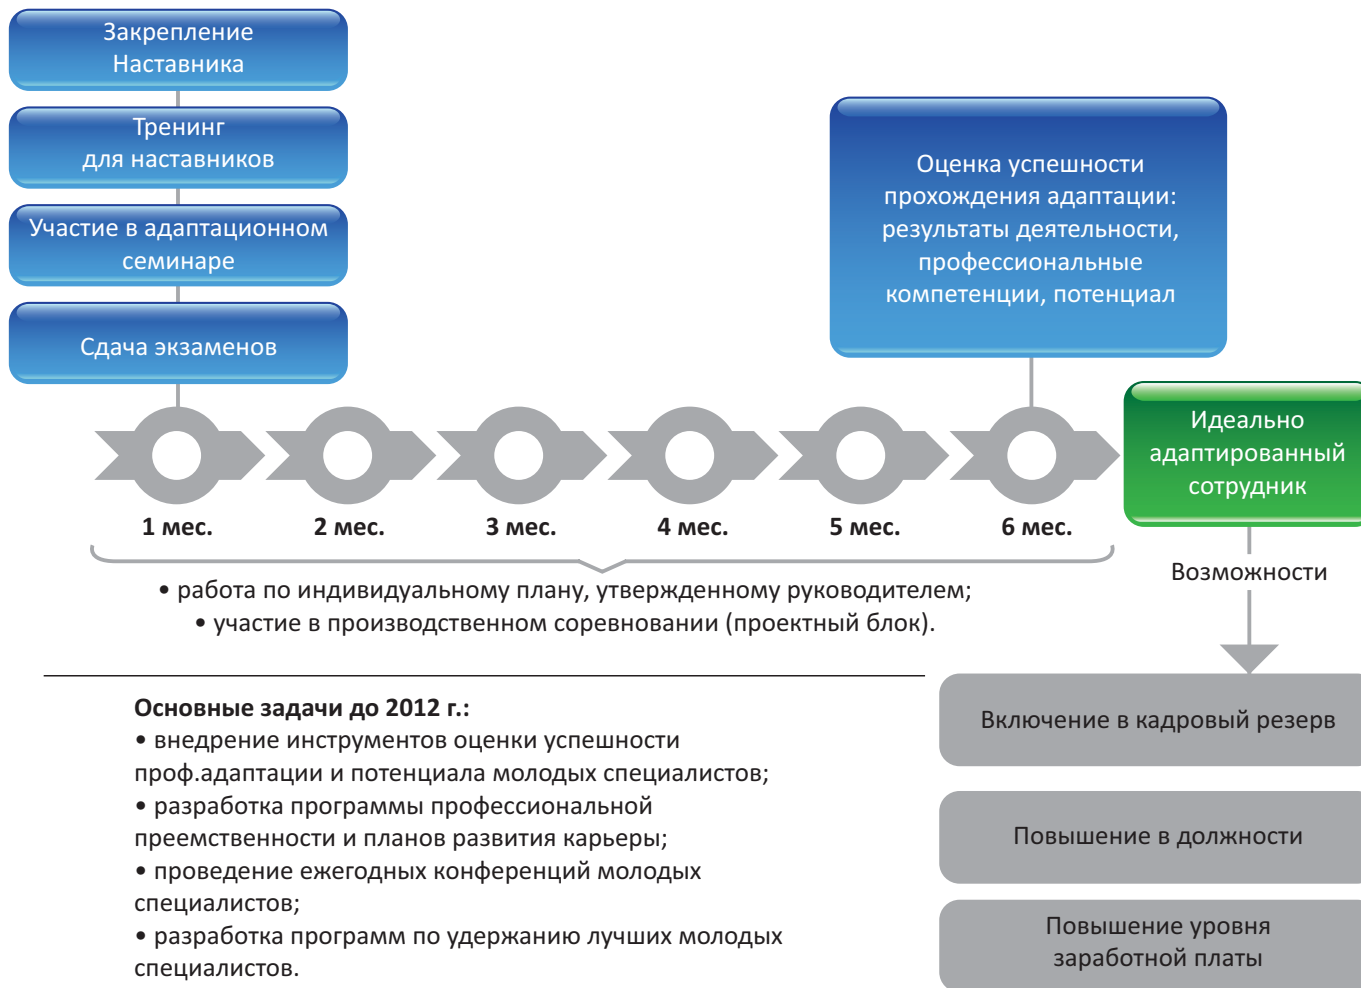 Закрепление
Наставника
Тренинг
для наставников
Участие в адаптационном
семинаре
Сдача экзаменов
Оценка успешности
прохождения адаптации:
результаты деятельности,
профессиональные
компетенции, потенциал
Идеально
адаптированный
сотрудник
1 мес.
2 мес.
3 мес.
4 мес.
5 мес.
6 мес.
• работа по индивидуальному плану, утвержденному руководителем;
• участие в производственном соревновании (проектный блок).
Возможности
Включение в кадровый резерв
Повышение в должности
Повышение уровня
заработной платы
Основные задачи до 2012 г.:
• внедрение инструментов оценки успешности
проф.адаптации и потенциала молодых специалистов;
• разработка программы профессиональной
преемственности и планов развития карьеры;
• проведение ежегодных конференций молодых
специалистов;
• разработка программ по удержанию лучших молодых
специалистов.